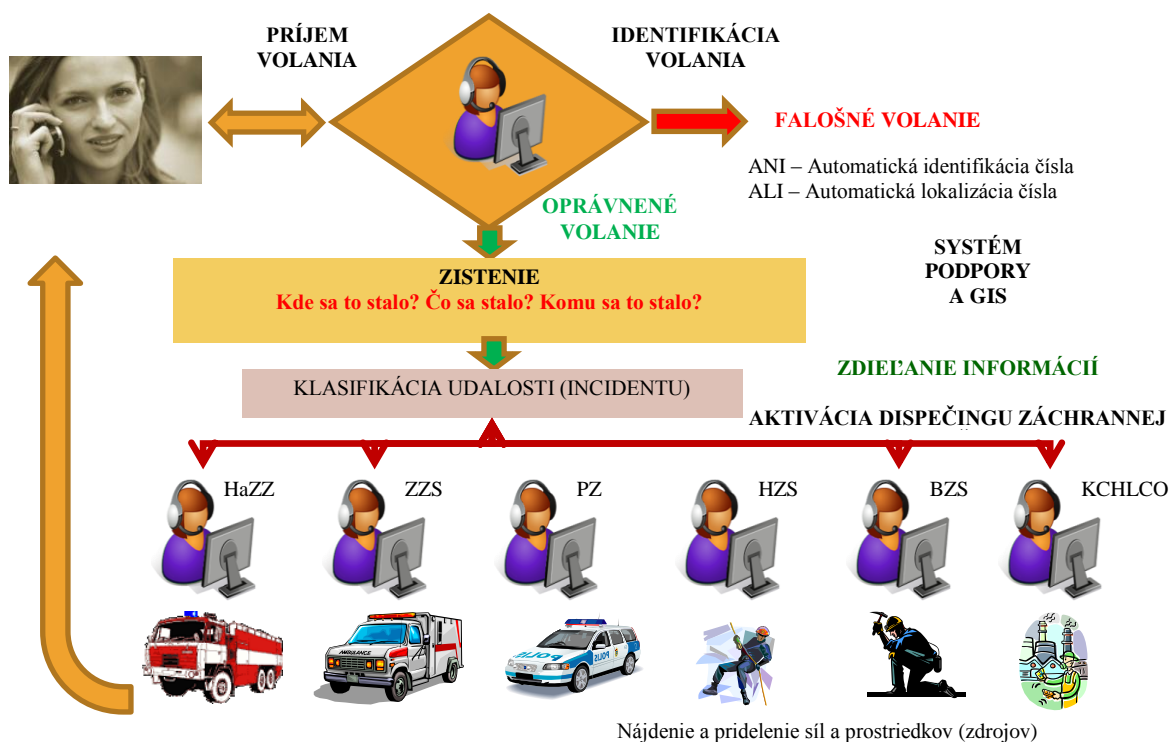 PRÍJEM
VOLANIA
IDENTIFIKÁCIA
VOLANIA
FALOŠNÉ VOLANIE
ANI – Automatická identifikácia čísla
ALI – Automatická lokalizácia čísla
OPRÁVNENÉ
VOLANIE
SYSTÉM
PODPORY
A GIS
ZISTENIE
Kde sa to stalo? Čo sa stalo? Komu sa to stalo?
ZDIEĽANIE INFORMÁCIÍ
KLASIFIKÁCIA UDALOSTI (INCIDENTU)
AKTIVÁCIA DISPEČINGU ZÁCHRANNEJ
HaZZ
ZZS
PZ
HZS
BZS
KCHLCO
AMBULANCE
POLIS
Nájdenie a pridelenie síl a prostriedkov (zdrojov)